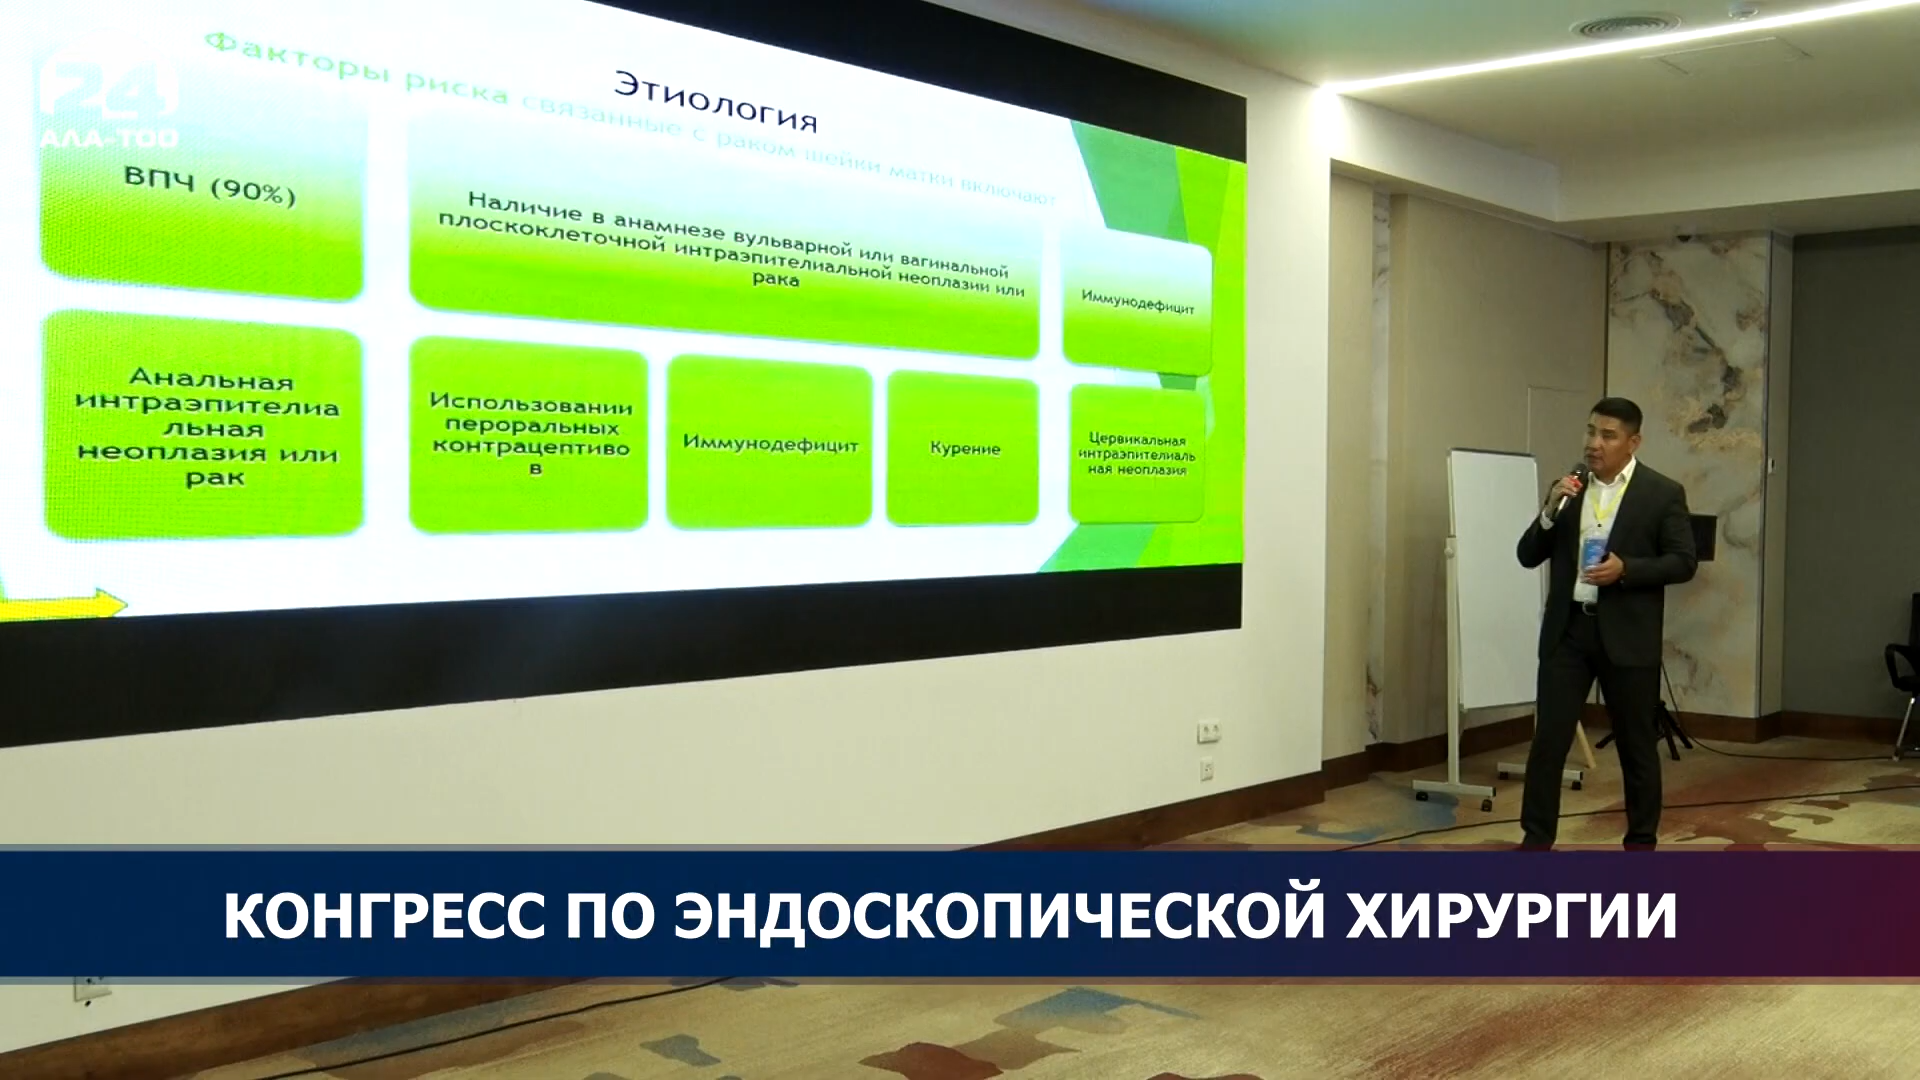 24
АЛА-ТОО
Этиология
Факторы риска связанные с раком шейки матки включают
ВПЧ (90%)
Наличие в анамнезе вульварной или вагинальной
плоскоклеточной интраэпителиальной неоплазии или
рака
Иммунодефицит
Анальная
интраэпителиа
льная
неоплазия или
рак
Использовании
пероральных
контрацептиво
в
Иммунодефицит
Курение
Цервикальная
интраэпителиаль
ная неоплазия
КОНГРЕСС ПО ЭНДОСКОПИЧЕСКОЙ ХИРУРГИИ